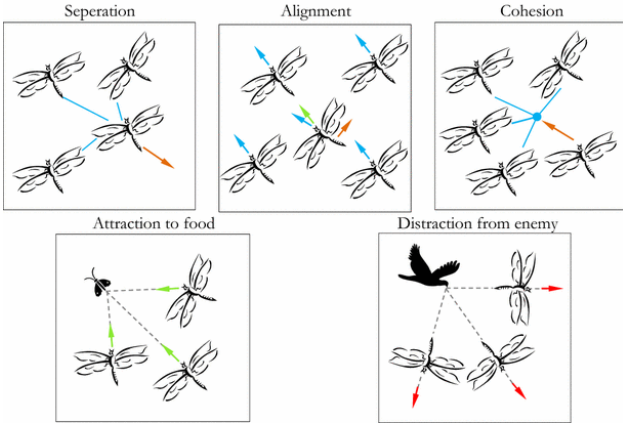 Seperation
Alignment
Cohesion
Attraction to food
Distraction from enemy